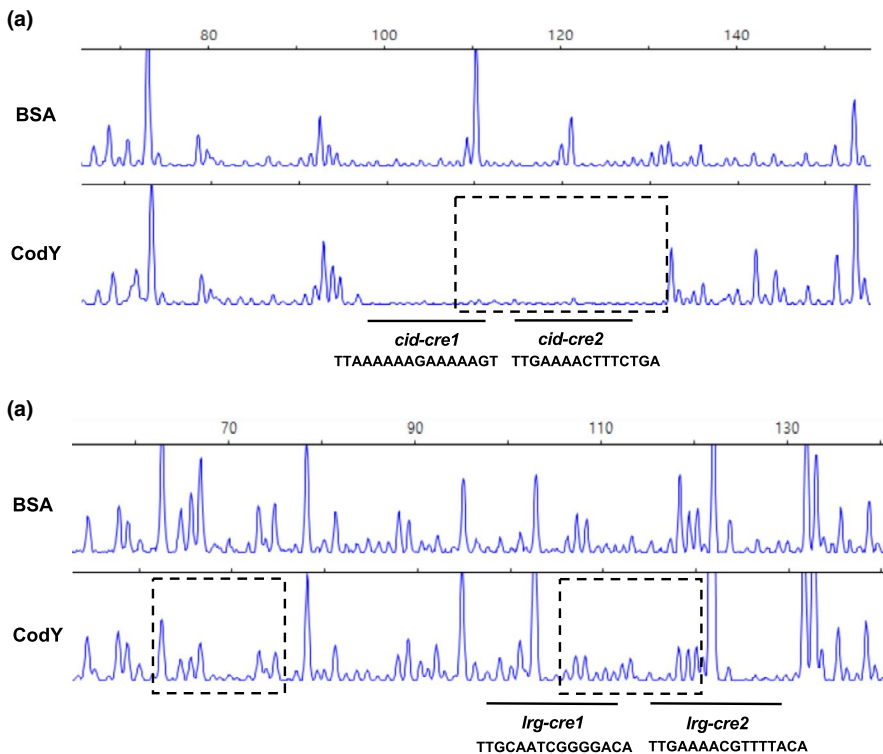 (a)
80 100 120 140
BSA
CodY
cid-cre1 cid-cre2
TTAAAAAAGAAAAAGT TTGAAAACTTTCTGA
(a)
70 90 110 130
BSA
CodY
lrg-cre1 lrg-cre2
TTGCAATCGGGGACA TTGAAAACGTTTTACA